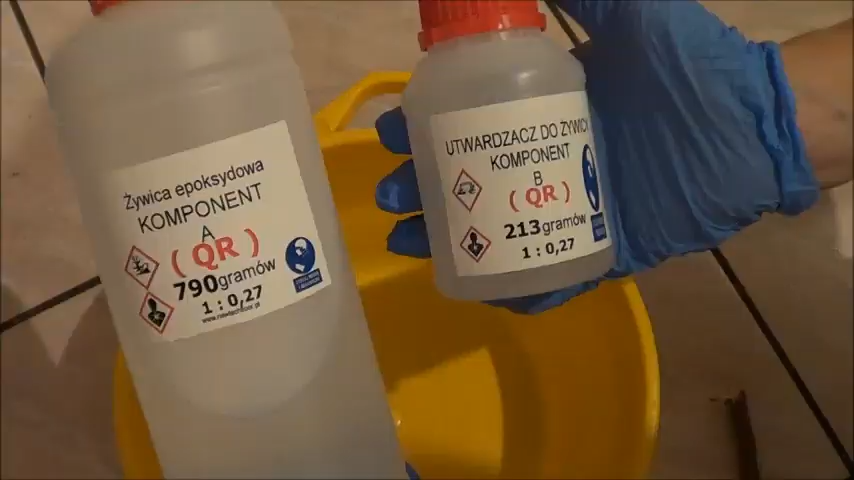 Żywica epoksydowa
KOMPONENT
A
( QR )
790gramów
1 : 0,27
UTWARDZACZ DO ŻYWICY
KOMPONENT
B
( QR )
213gramów
1 : 0,27